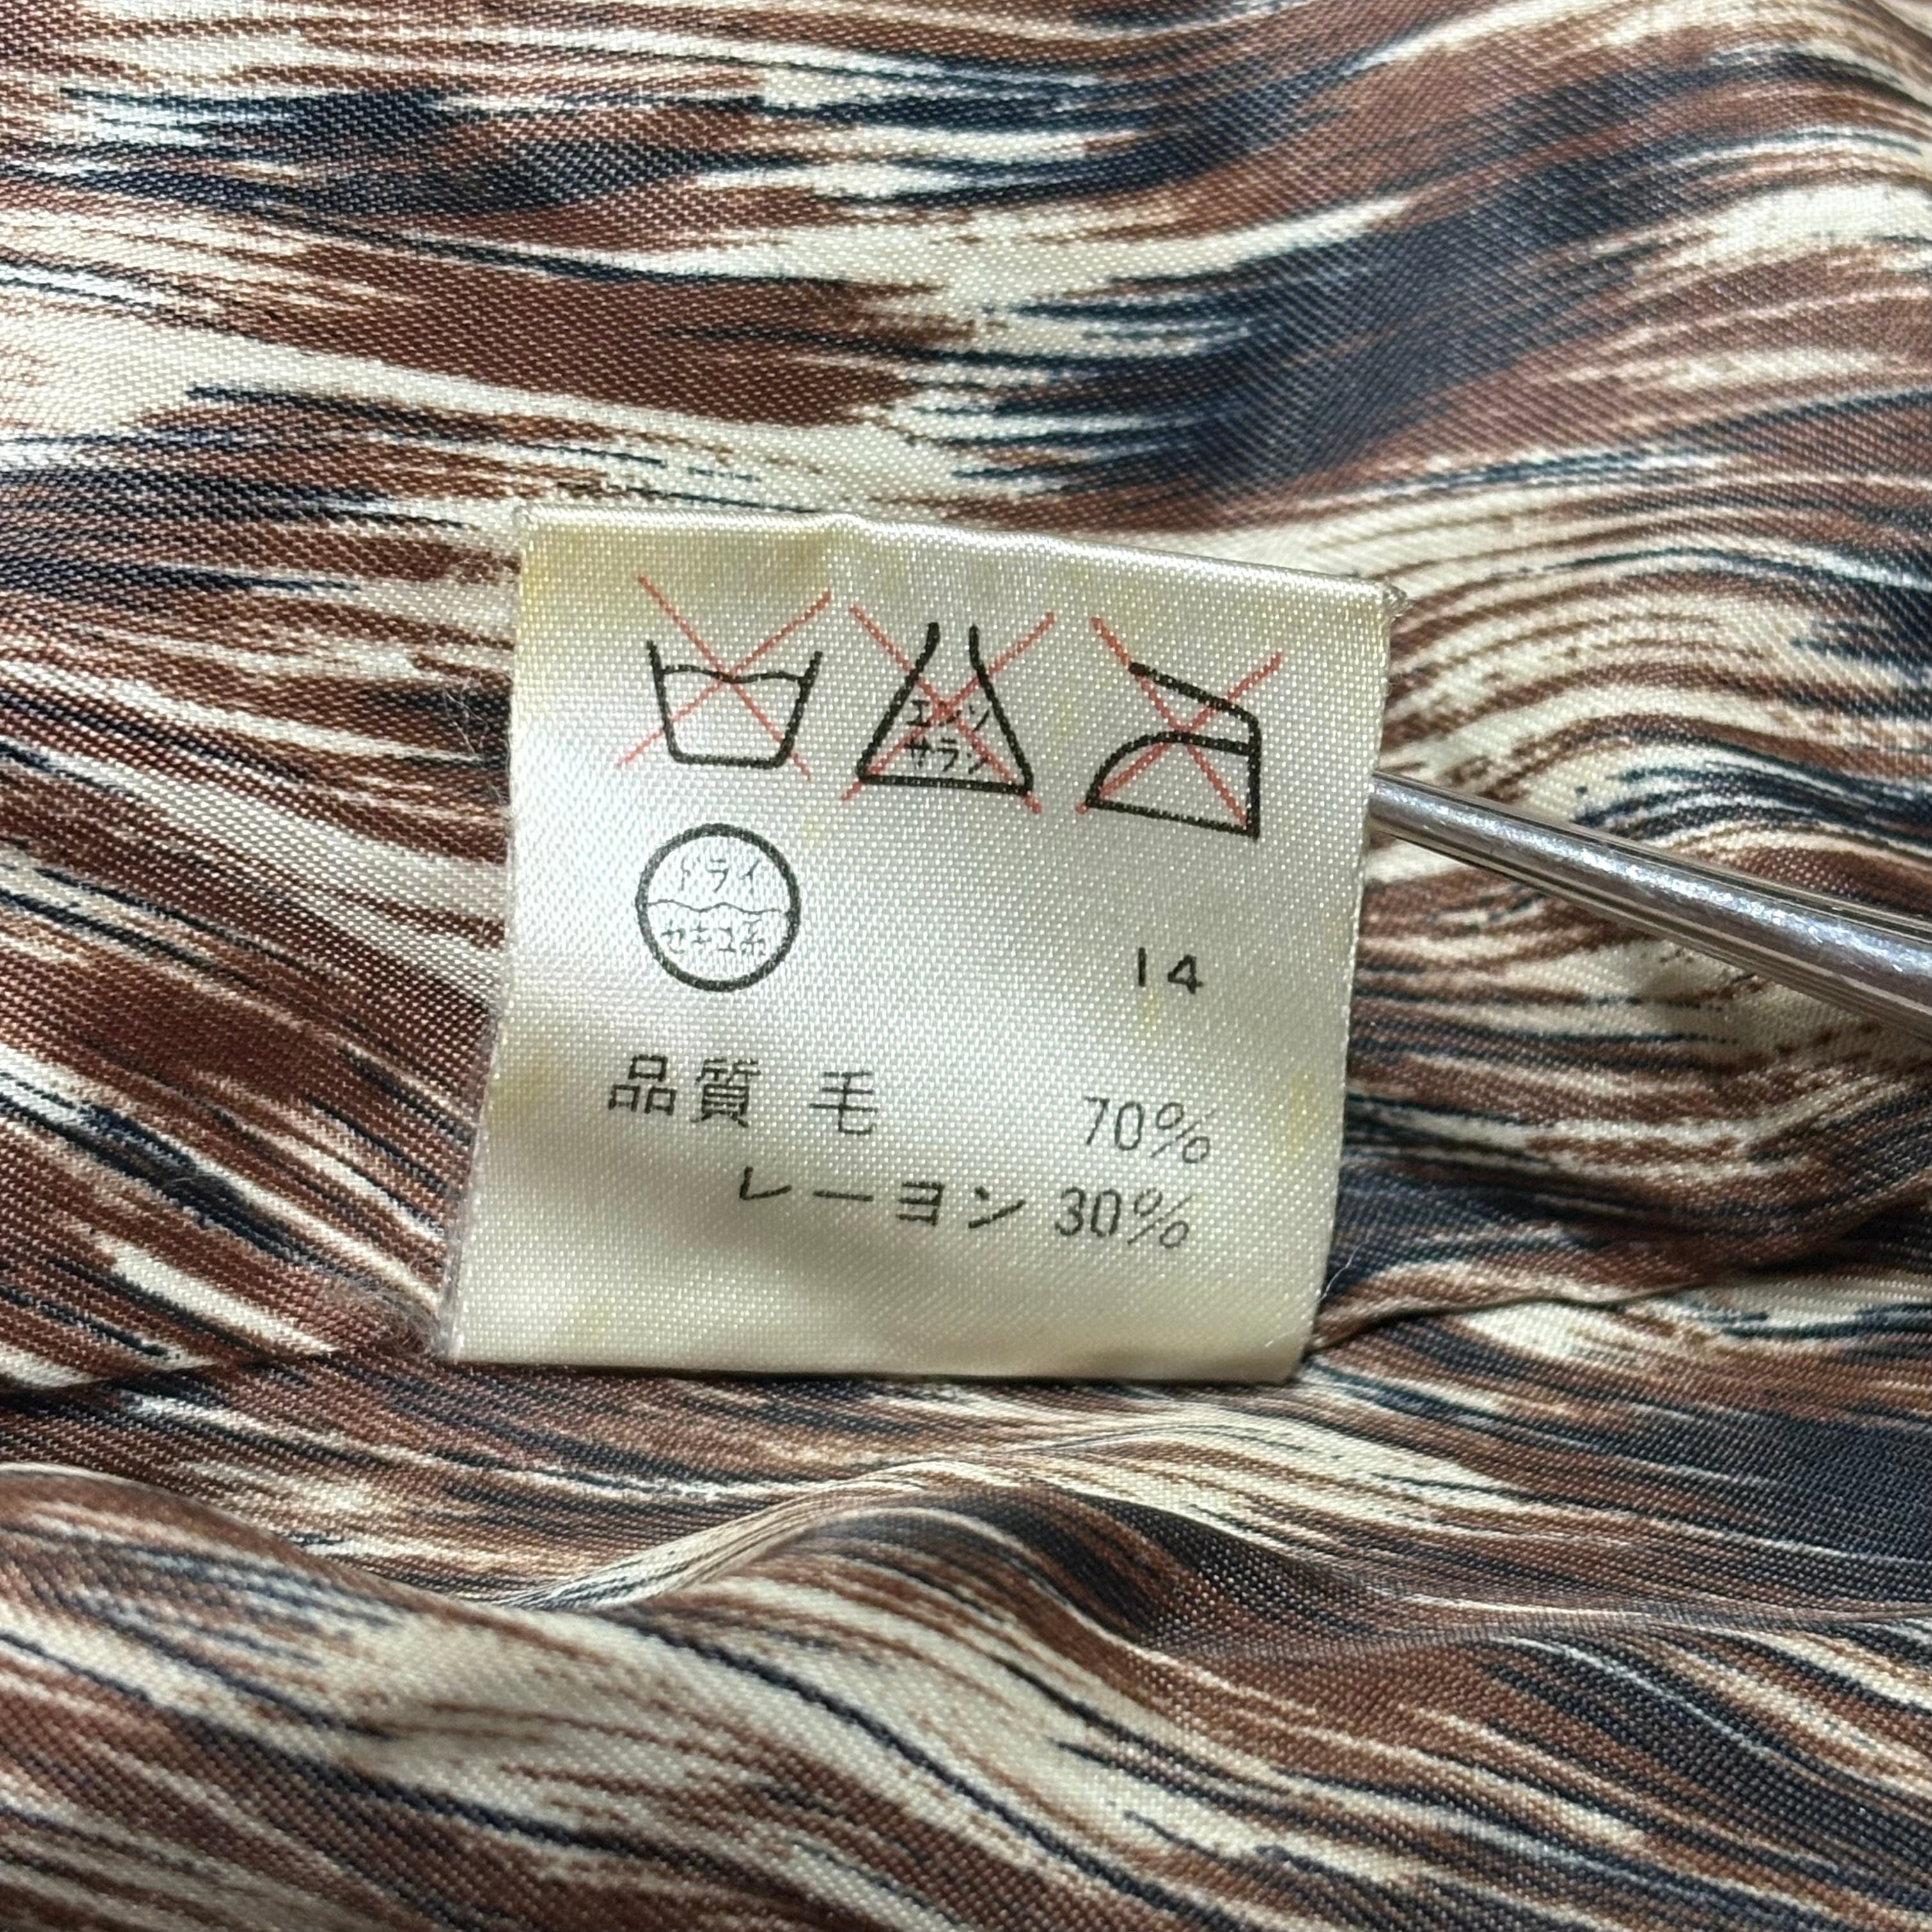 エンソ
サラシ
ドライ
セキユ系
14
品質 毛 70%
レーヨン 30%